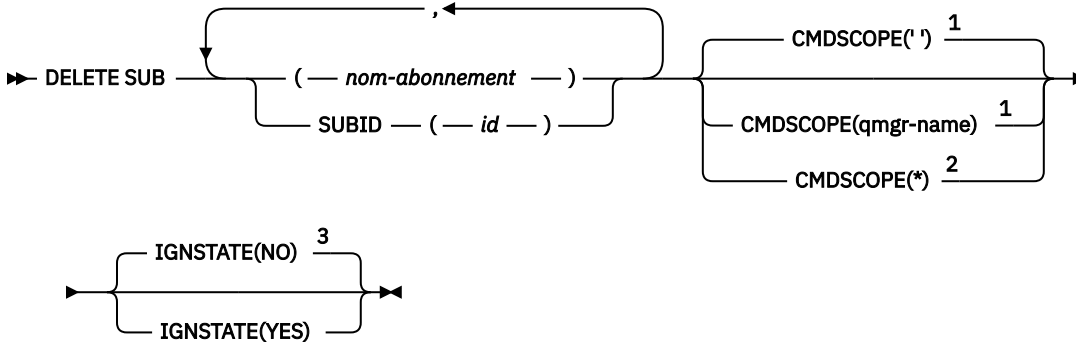 ,
DELETE SUB ( nom-abonnement )
SUBID ( id )
CMDSCOPE(' ') 1
CMDSCOPE(qmgr-name) 1
CMDSCOPE(*) 2
IGNSTATE(NO) 3
IGNSTATE(YES)